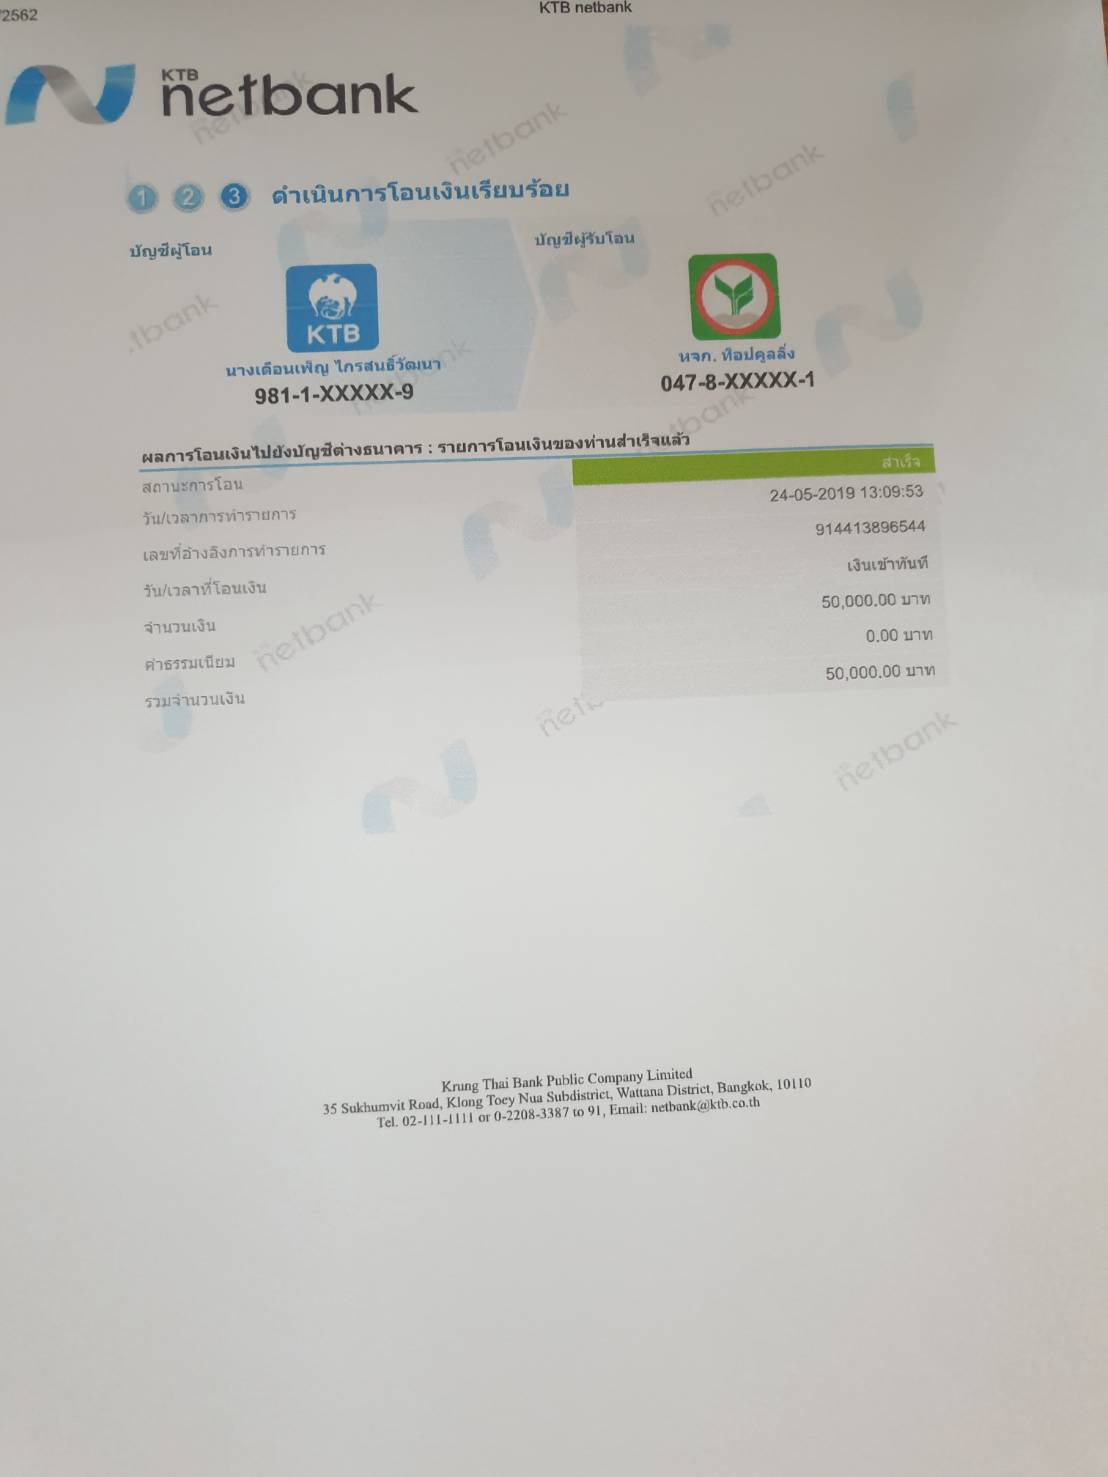 /2562
KTB netbank
KTB
netbank
1 2 3 ดำเนินการโอนเงินเรียบร้อย
บัญชีผู้โอน
บัญชีผู้รับโอน
KTB
นางเดือนเพ็ญ ไกรสนธิ์วัฒนา
981-1-XXXXX-9
หจก. ท็อปคูลลิ่ง
047-8-XXXXX-1
ผลการโอนเงินไปยังบัญชีต่างธนาคาร : รายการโอนเงินของท่านสำเร็จแล้ว
สถานะการโอน สำเร็จ
วัน/เวลาการทำรายการ 24-05-2019 13:09:53
เลขที่อ้างอิงการทำรายการ 914413896544
วัน/เวลาที่โอนเงิน เงินเข้าทันที
จำนวนเงิน 50,000.00 บาท
ค่าธรรมเนียม 0.00 บาท
รวมจำนวนเงิน 50,000.00 บาท
Krung Thai Bank Public Company Limited
35 Sukhumvit Road, Klong Toey Nua Subdistrict, Wattana District, Bangkok, 10110
Tel. 02-111-1111 or 0-2208-3387 to 91, Email: netbank@ktb.co.th